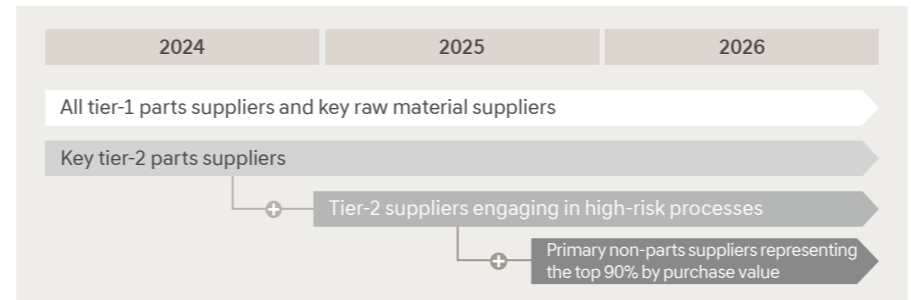 2024
2025
2026
All tier-1 parts suppliers and key raw material suppliers
Key tier-2 parts suppliers
Tier-2 suppliers engaging in high-risk processes
Primary non-parts suppliers representing
the top 90% by purchase value